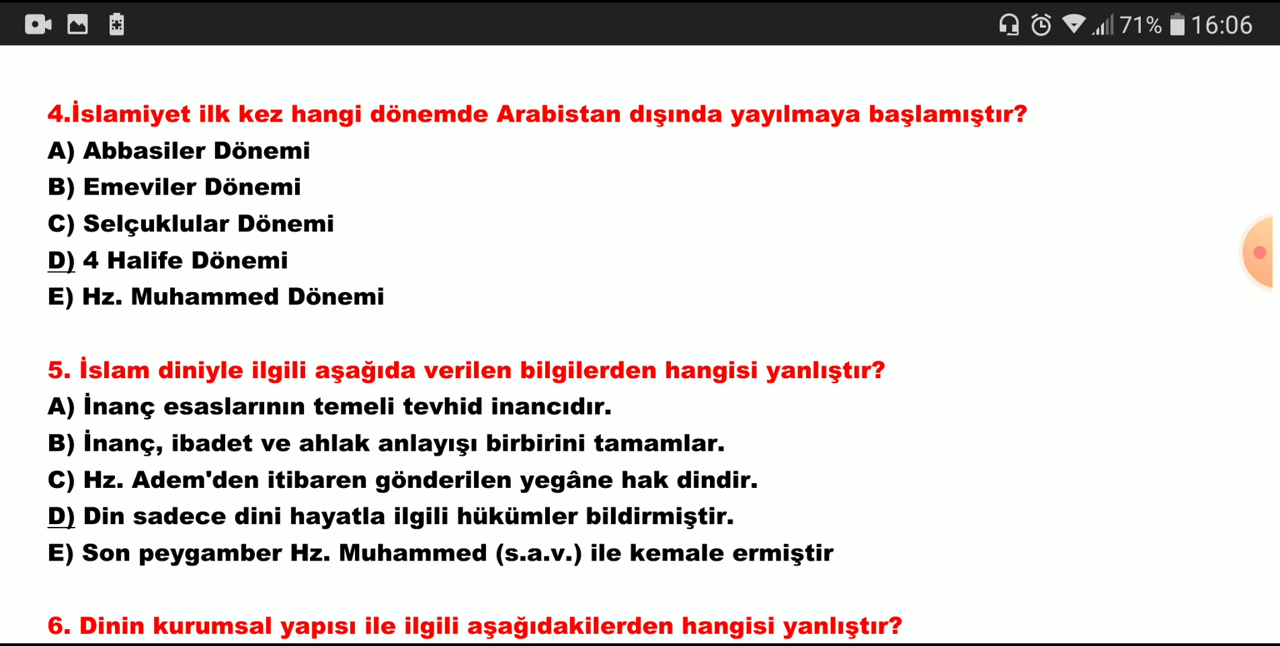 71% 16:06
4.İslamiyet ilk kez hangi dönemde Arabistan dışında yayılmaya başlamıştır?
A) Abbasiler Dönemi
B) Emeviler Dönemi
C) Selçuklular Dönemi
D) 4 Halife Dönemi
E) Hz. Muhammed Dönemi
5. İslam diniyle ilgili aşağıda verilen bilgilerden hangisi yanlıştır?
A) İnanç esaslarının temeli tevhid inancıdır.
B) İnanç, ibadet ve ahlak anlayışı birbirini tamamlar.
C) Hz. Adem'den itibaren gönderilen yegâne hak dindir.
D) Din sadece dini hayatla ilgili hükümler bildirmiştir.
E) Son peygamber Hz. Muhammed (s.a.v.) ile kemale ermiştir
6. Dinin kurumsal yapısı ile ilgili aşağıdakilerden hangisi yanlıştır?